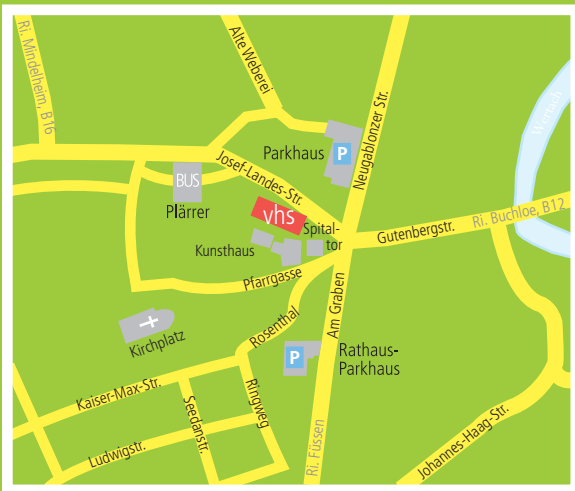 Ri. Mindelheim, B 16
Alte Weberei
Neugablonzer Str.
Wertach
Parkhaus
P
Josef-Landes-Str.
BUS
Plärrer
vhs
Spital-
tor
Kunsthaus
Gutenbergstr.
Ri. Buchloe, B12
Pfarrgasse
Am Graben
Rosenthal
Kirchplatz
P
Rathaus-
Parkhaus
Kaiser-Max-Str.
Seedanstr.
Ringweg
Ludwigstr.
Ri. Füssen
Johannes-Haag-Str.